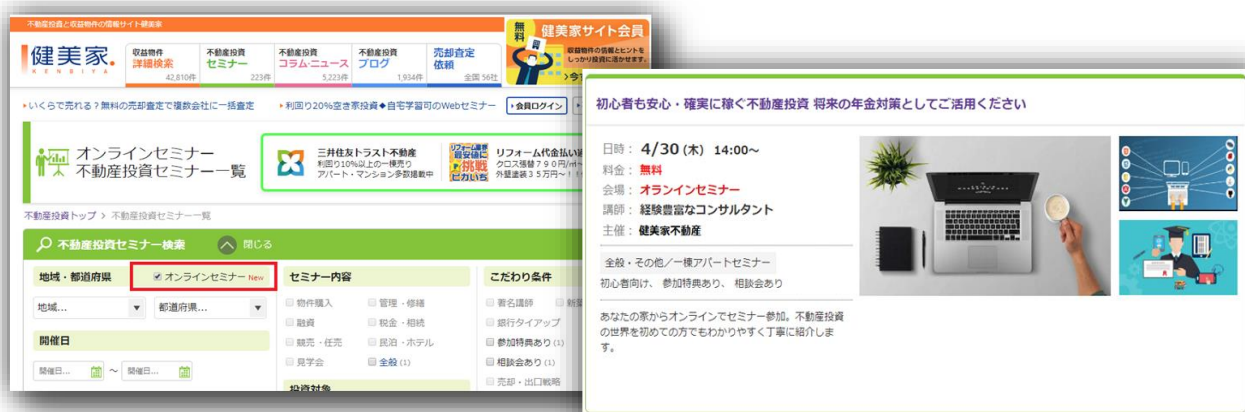 不動産投資と収益物件の情報サイト健美家
健美家.
KENBIYA
収益物件
詳細検索
42,810件
不動産投資
セミナー
223件
不動産投資
コラム・ニュース
5,223件
不動産投資
ブログ
1,934件
売却査定
依頼
全国 56社
無料
健美家サイト会員
収益物件の情報とヒントを
しっかり投資に活かせます。
いくらで売れる？無料の売却査定で複数会社に一括査定
利回り20%空き家投資◆自宅学習可のWebセミナー
会員ログイン
オンラインセミナー
不動産投資セミナー一覧
三井住友トラスト不動産
利回り10%以上の一棟売り
アパート・マンション多数掲載中
リフォーム業界
最安値に
挑戦
ピカいち
リフォーム代金払い
クロス張替７９０円/㎡～
外壁塗装３５万円～！！
不動産投資トップ > 不動産投資セミナー一覧
不動産投資セミナー検索
閉じる
地域・都道府県
オンラインセミナー New
地域...
都道府県...
開催日
開催日...
～
開催日...
セミナー内容
物件購入
管理・修繕
融資
税金・相続
競売・任売
民泊・ホテル
見学会
全般 (1)
投資対象
こだわり条件
著名講師
新築
銀行タイアップ
参加特典あり (1)
相談会あり (1)
売却・出口戦略
初心者も安心・確実に稼ぐ不動産投資 将来の年金対策としてご活用ください
日時： 4/30 (木) 14:00～
料金： 無料
会場： オランインセミナー
講師： 経験豊富なコンサルタント
主催： 健美家不動産
全般・その他／一棟アパートセミナー
初心者向け、 参加特典あり、 相談会あり
あなたの家からオンラインでセミナー参加。不動産投資
の世界を初めての方でもわかりやすく丁寧に紹介しま
す。